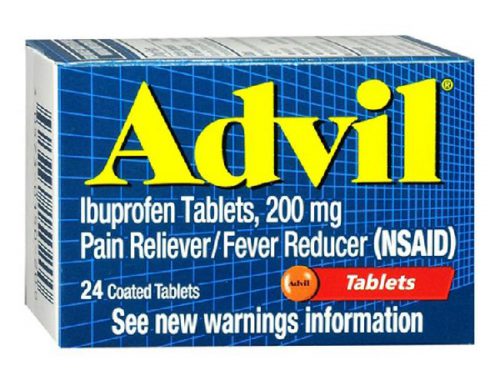 Advil®
Ibuprofen Tablets, 200 mg
Pain Reliever/Fever Reducer (NSAID)
24 Coated Tablets
Advil
Tablets
See new warnings information